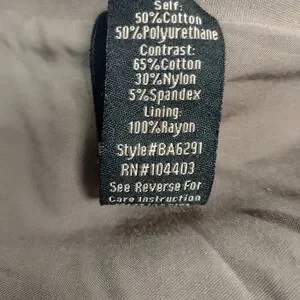 Self:
50%Cotton
50%Polyurethane
Contrast:
65%Cotton
30%Nylon
5%Spandex
Lining:
100%Rayon
Style#BA6291
RN#104403
See Reverse For
Care Instruction